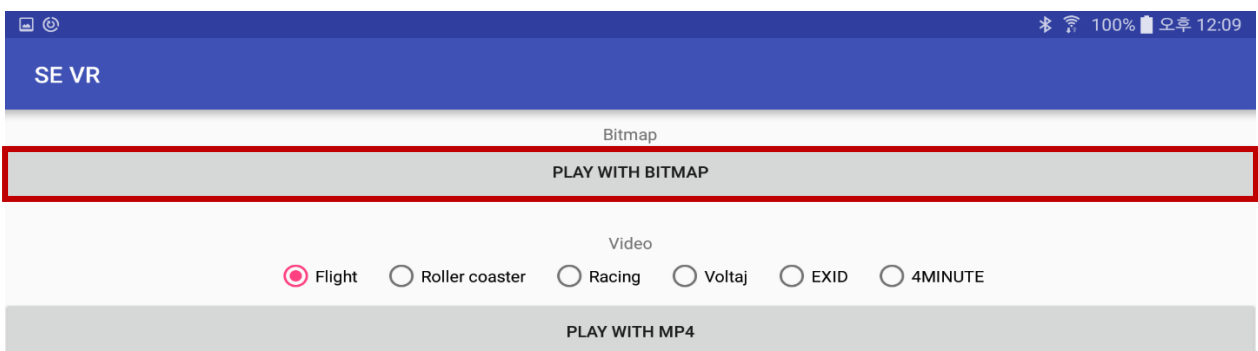 100% 오후 12:09
SE VR
Bitmap
PLAY WITH BITMAP
Video
Flight Roller coaster Racing Voltaj EXID 4MINUTE
PLAY WITH MP4